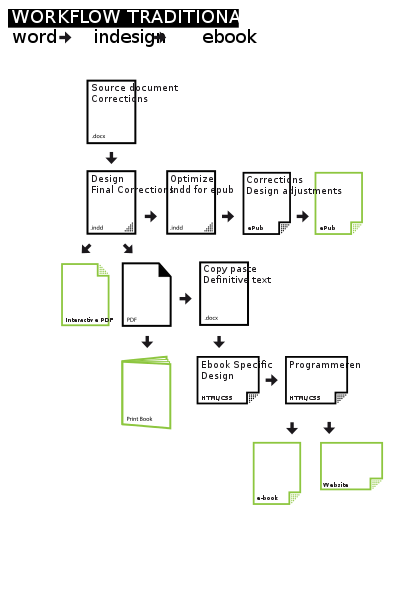 WORKFLOW TRADITIONA
word indesign ebook
Source document
Corrections
.docx
Design
Final Corrections
.indd
Optimize
indd for epub
.indd
Corrections
Design adjustments
ePub
ePub
Interactive PDF
PDF
Copy paste
Definitive text
.docx
Print Book
Ebook Specific
Design
HTML/CSS
Programmeren
HTML/CSS
e-book
Website